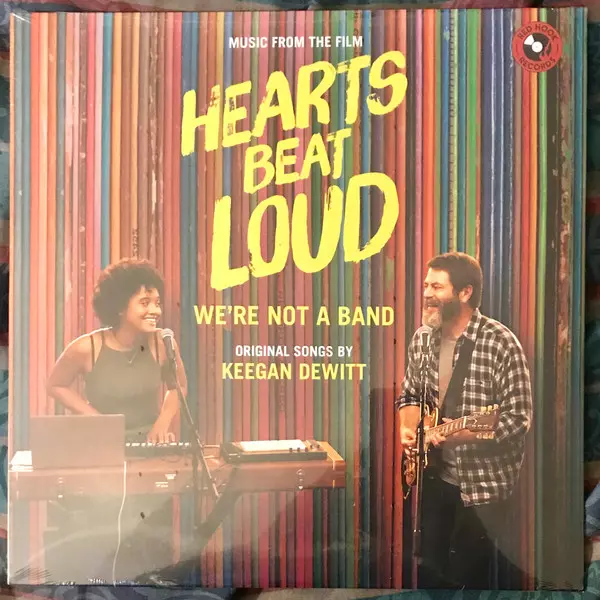 MUSIC FROM THE FILM
RED HOOK
RECORDS
HEARTS
BEAT
LOUD
WE'RE NOT A BAND
ORIGINAL SONGS BY
KEEGAN DEWITT